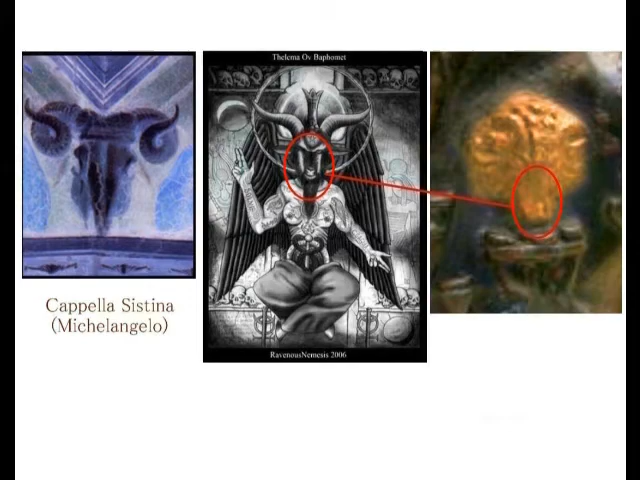 Thelema Ov Baphomet
Cappella Sistina
(Michelangelo)
RavenousNemesis 2006